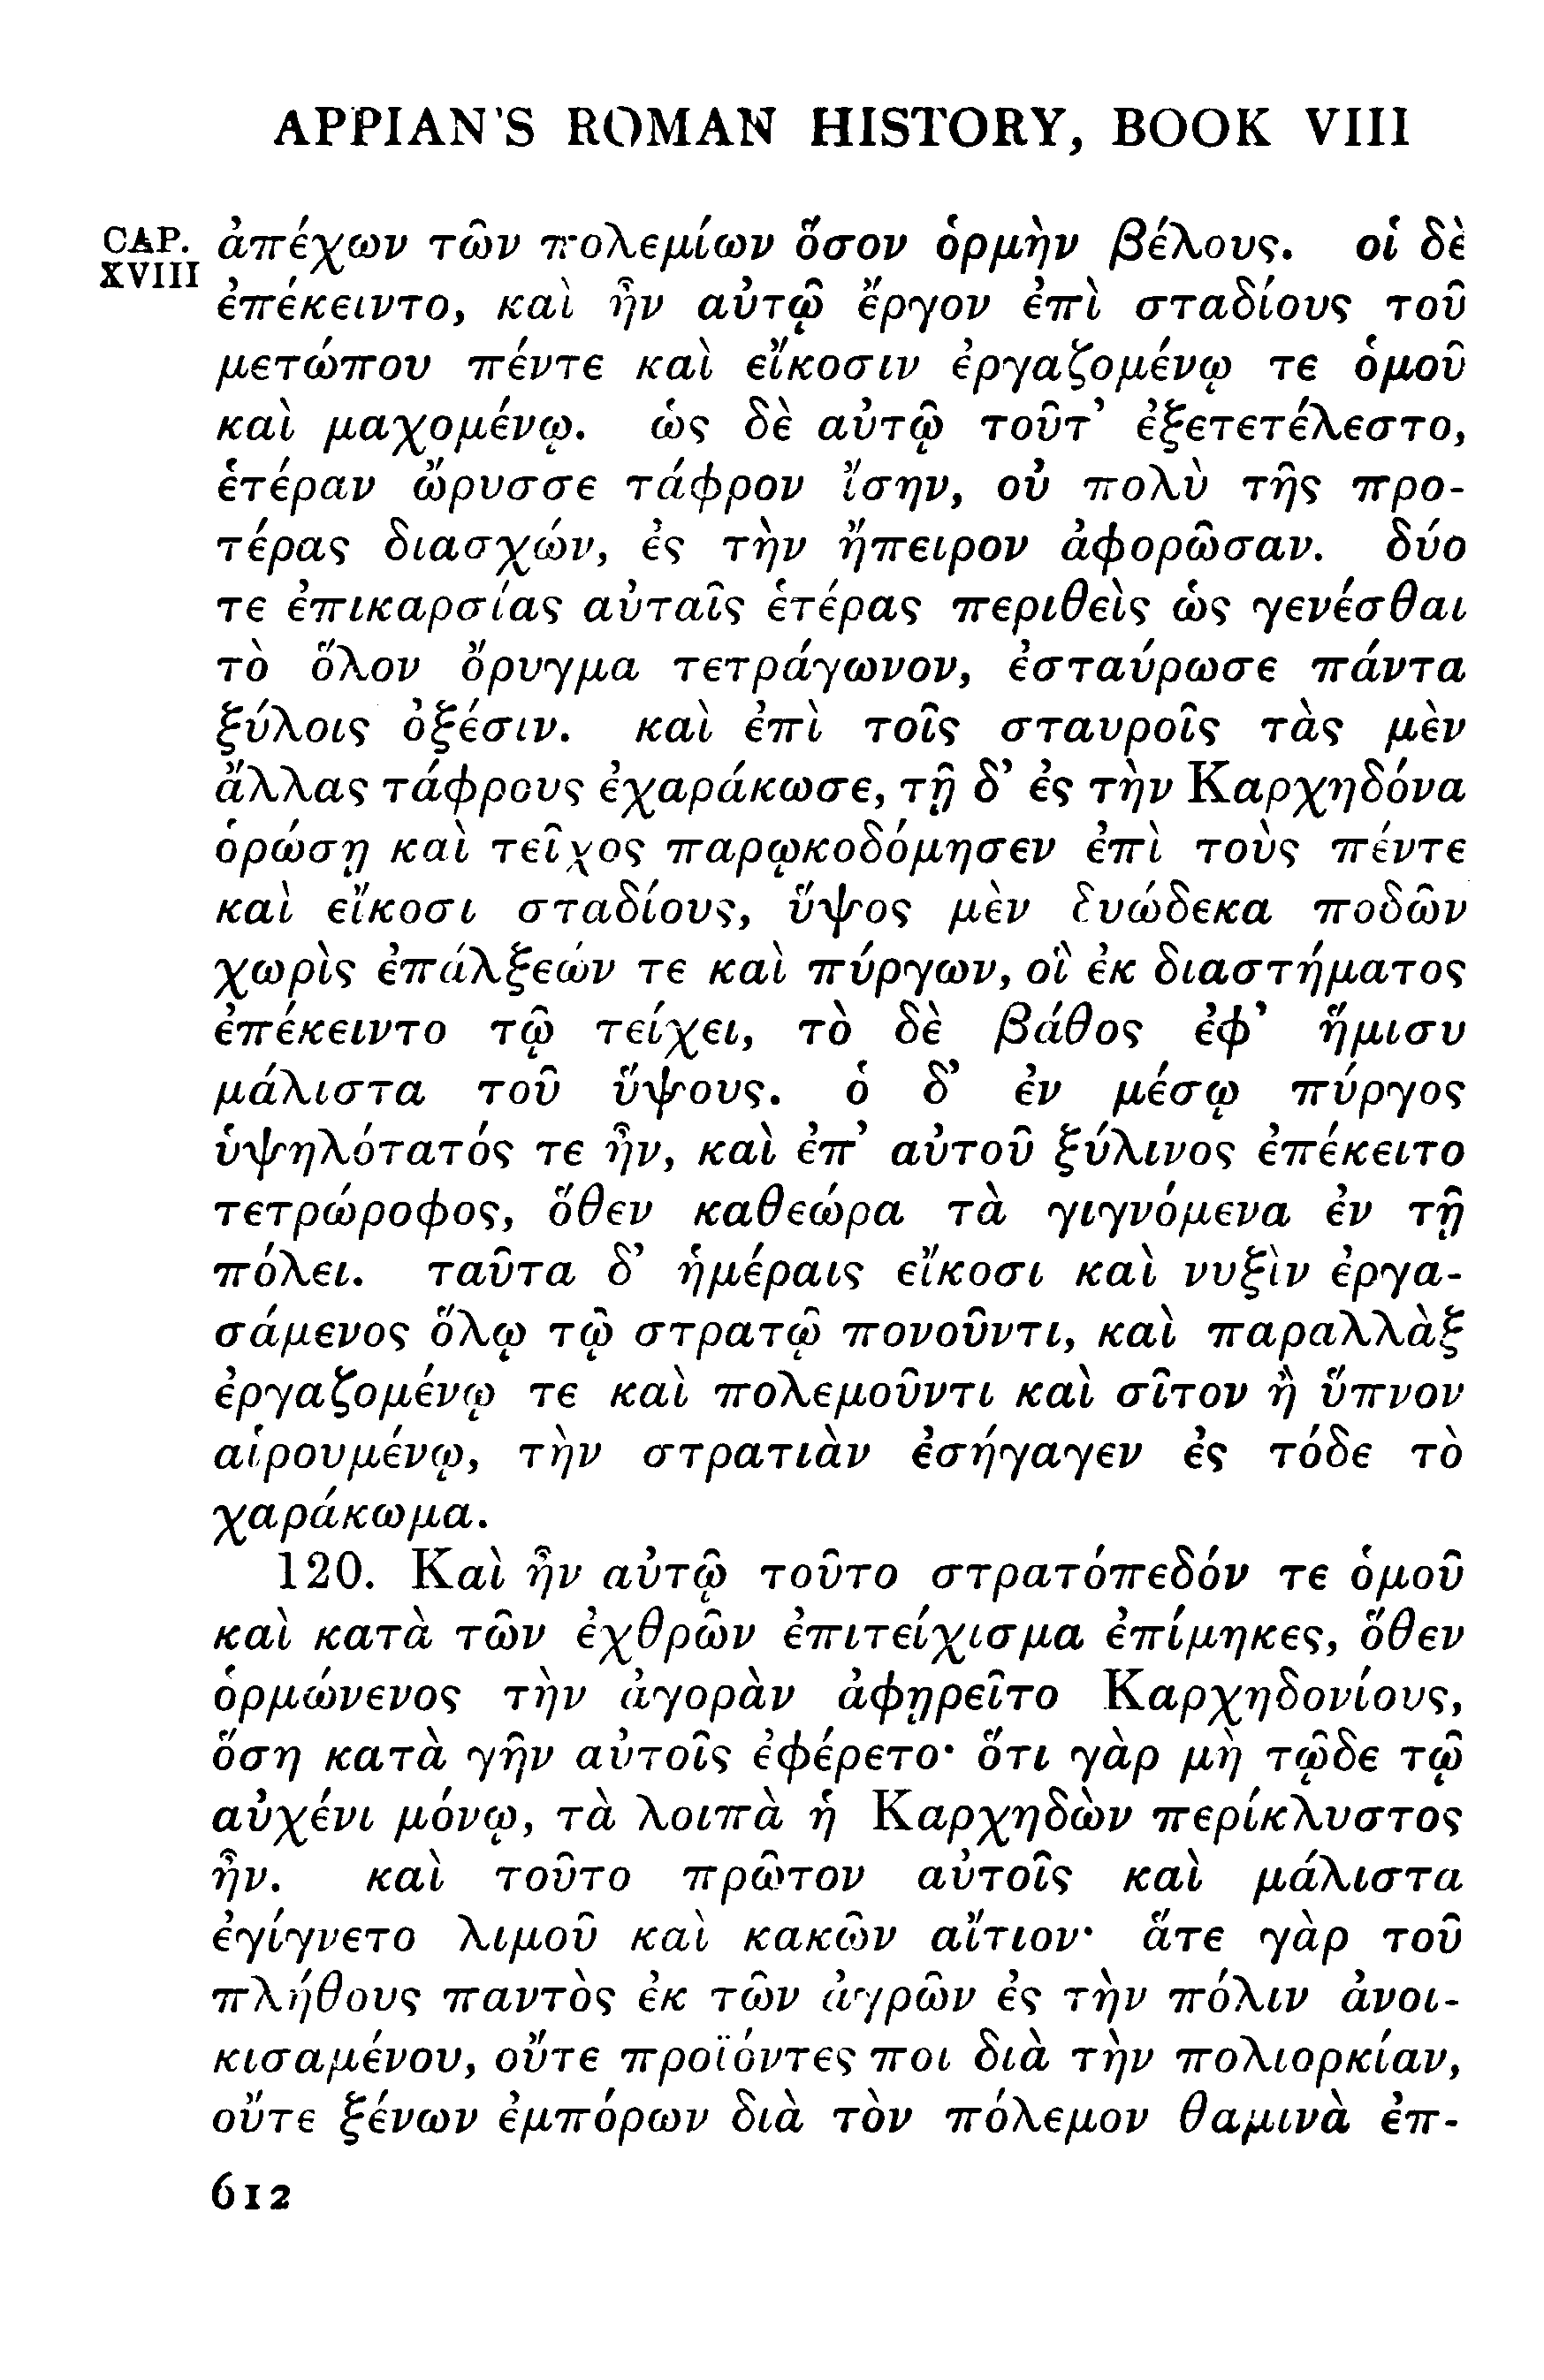 APPIAN'S ROMAN HISTORY, BOOK VIII
CAP. XVIII
ἀπέχων τῶν πολεμίων ὅσον ὁρμὴν βέλους. οἱ δὲ
ἐπέκειντο, καὶ ἦν αὐτῷ ἔργον ἐπὶ σταδίους τοῦ
μετώπου πέντε καὶ εἴκοσιν ἐργαζομένῳ τε ὁμοῦ
καὶ μαχομένῳ. ὡς δὲ αὐτῷ τοῦτ’ ἐξετετέλεστο,
ἑτέραν ὤρυσσε τάφρον ἴσην, οὐ πολὺ τῆς προ-
τέρας διασχών, ἐς τὴν ἤπειρον ἀφορῶσαν. δύο
τε ἐπικαρσίας αὐταῖς ἑτέρας περιθεὶς ὡς γενέσθαι
τὸ ὅλον ὄρυγμα τετράγωνον, ἐσταύρωσε πάντα
ξύλοις ὀξέσιν. καὶ ἐπὶ τοῖς σταυροῖς τὰς μὲν
ἄλλας τάφρους ἐχαράκωσε, τῇ δ’ ἐς τὴν Καρχηδόνα
ὁρώσῃ καὶ τεῖχος παρῳκοδόμησεν ἐπὶ τοὺς πέντε
καὶ εἴκοσι σταδίους, ὕψος μὲν δυώδεκα ποδῶν
χωρὶς ἐπάλξεών τε καὶ πύργων, οἳ ἐκ διαστήματος
ἐπέκειντο τῷ τείχει, τὸ δὲ βάθος ἐφ’ ἥμισυ
μάλιστα τοῦ ὕψους. ὁ δ’ ἐν μέσῳ πύργος
ὑψηλότατός τε ἦν, καὶ ἐπ’ αὐτοῦ ξύλινος ἐπέκειτο
τετρώροφος, ὅθεν καθεώρα τὰ γιγνόμενα ἐν τῇ
πόλει. ταῦτα δ’ ἡμέραις εἴκοσι καὶ νυξὶν ἐργα-
σάμενος ὅλῳ τῷ στρατῷ πονοῦντι, καὶ παραλλὰξ
ἐργαζομένῳ τε καὶ πολεμοῦντι καὶ σῖτον ἢ ὕπνον
αἱρουμένῳ, τὴν στρατιὰν ἐσήγαγεν ἐς τόδε τὸ
χαράκωμα.
120. Καὶ ἦν αὐτῷ τοῦτο στρατόπεδόν τε ὁμοῦ
καὶ κατὰ τῶν ἐχθρῶν ἐπιτείχισμα ἐπίμηκες, ὅθεν
ὁρμώνενος τὴν ἀγορὰν ἀφῃρεῖτο Καρχηδονίους,
ὅση κατὰ γῆν αὐτοῖς ἐφέρετο· ὅτι γὰρ μὴ τῷδε τῷ
αὐχένι μόνῳ, τὰ λοιπὰ ἡ Καρχηδὼν περίκλυστος
ἦν. καὶ τοῦτο πρῶτον αὐτοῖς καὶ μάλιστα
ἐγίγνετο λιμοῦ καὶ κακῶν αἴτιον· ἅτε γὰρ τοῦ
πλήθους παντὸς ἐκ τῶν ἀγρῶν ἐς τὴν πόλιν ἀνοι-
κισαμένου, οὔτε προϊόντες ποι διὰ τὴν πολιορκίαν,
οὔτε ξένων ἐμπόρων διὰ τὸν πόλεμον θαμινὰ ἐπ-
612